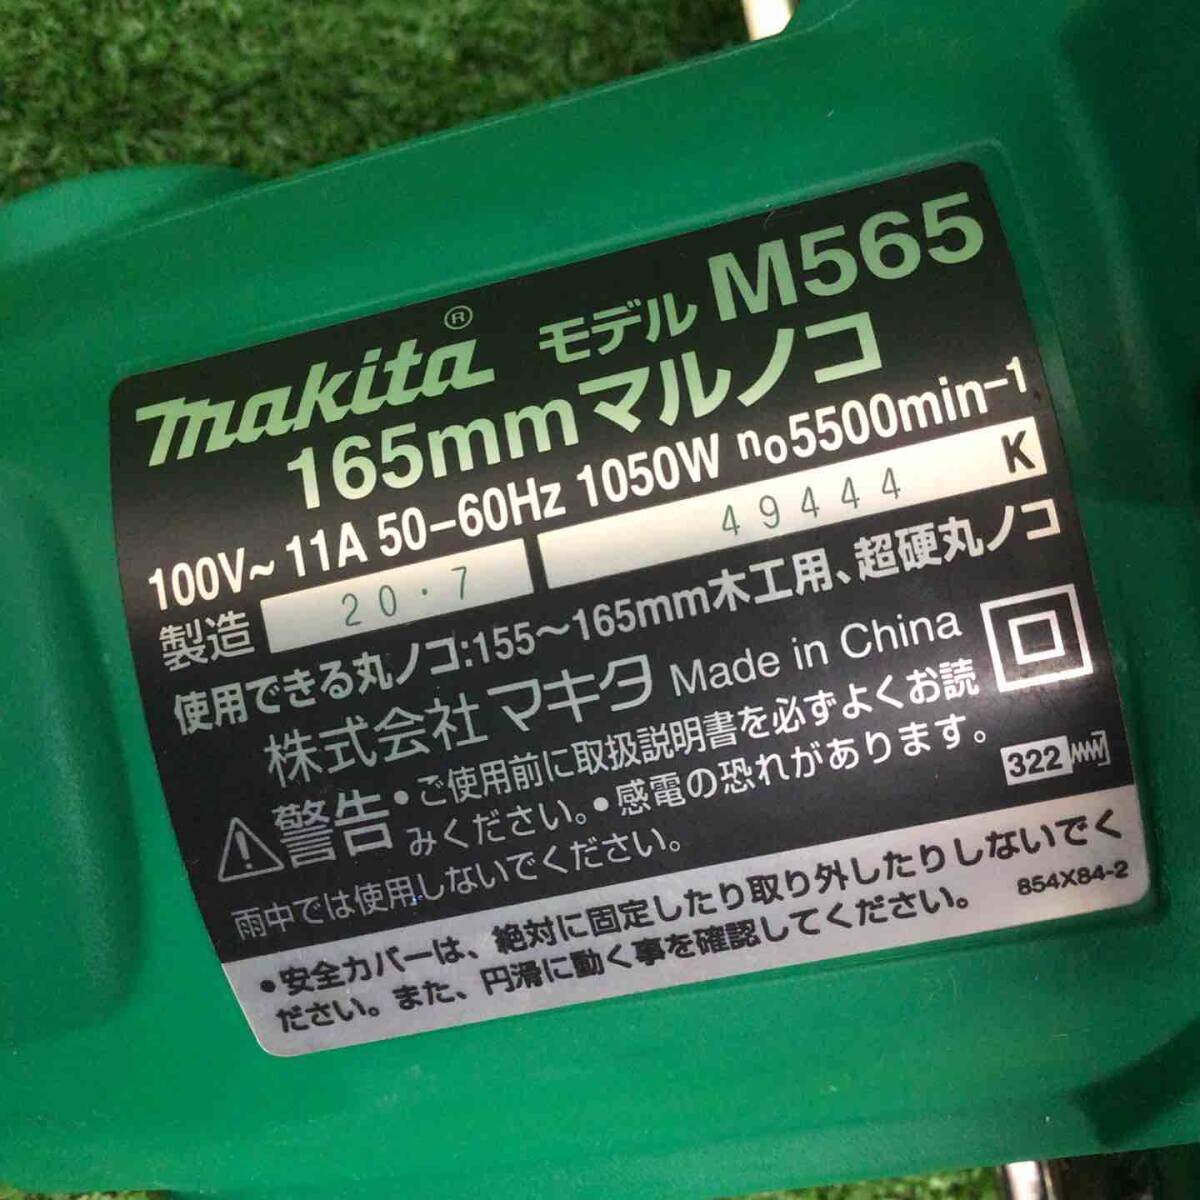 makita® モデル M565
165mmマルノコ
100V~ 11A 50-60Hz 1050W no5500min-1
製造 20・7 49444 K
使用できる丸ノコ:155～165mm木工用、超硬丸ノコ
株式会社 マキタ Made in China
警告 •ご使用前に取扱説明書を必ずよくお読
みください。•感電の恐れがあります。
雨中では使用しないでください。
322
•安全カバーは、絶対に固定したり取り外したりしないでく
ださい。また、円滑に動く事を確認してください。
854X84-2